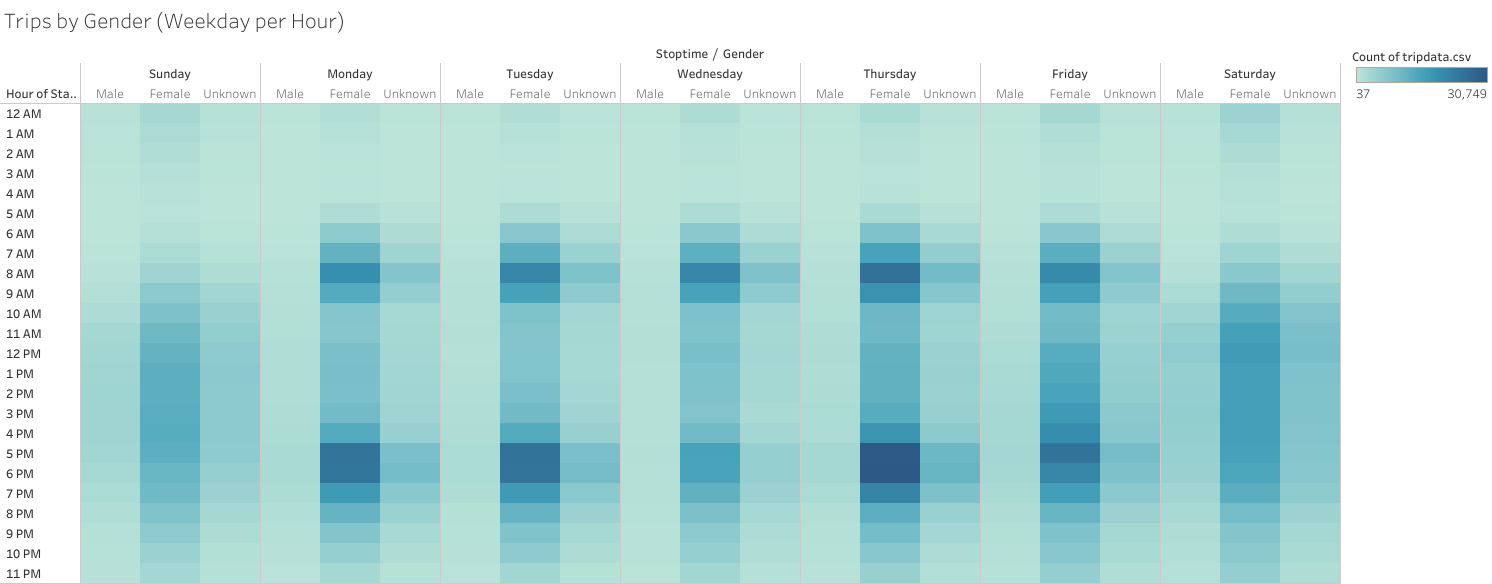 Trips by Gender (Weekday per Hour)
Stoptime / Gender
Count of tripdata.csv
Sunday Monday Tuesday Wednesday Thursday Friday Saturday
Hour of Sta.. Male Female Unknown Male Female Unknown Male Female Unknown Male Female Unknown Male Female Unknown Male Female Unknown Male Female Unknown
37 30,749
12 AM
1 AM
2 AM
3 AM
4 AM
5 AM
6 AM
7 AM
8 AM
9 AM
10 AM
11 AM
12 PM
1 PM
2 PM
3 PM
4 PM
5 PM
6 PM
7 PM
8 PM
9 PM
10 PM
11 PM